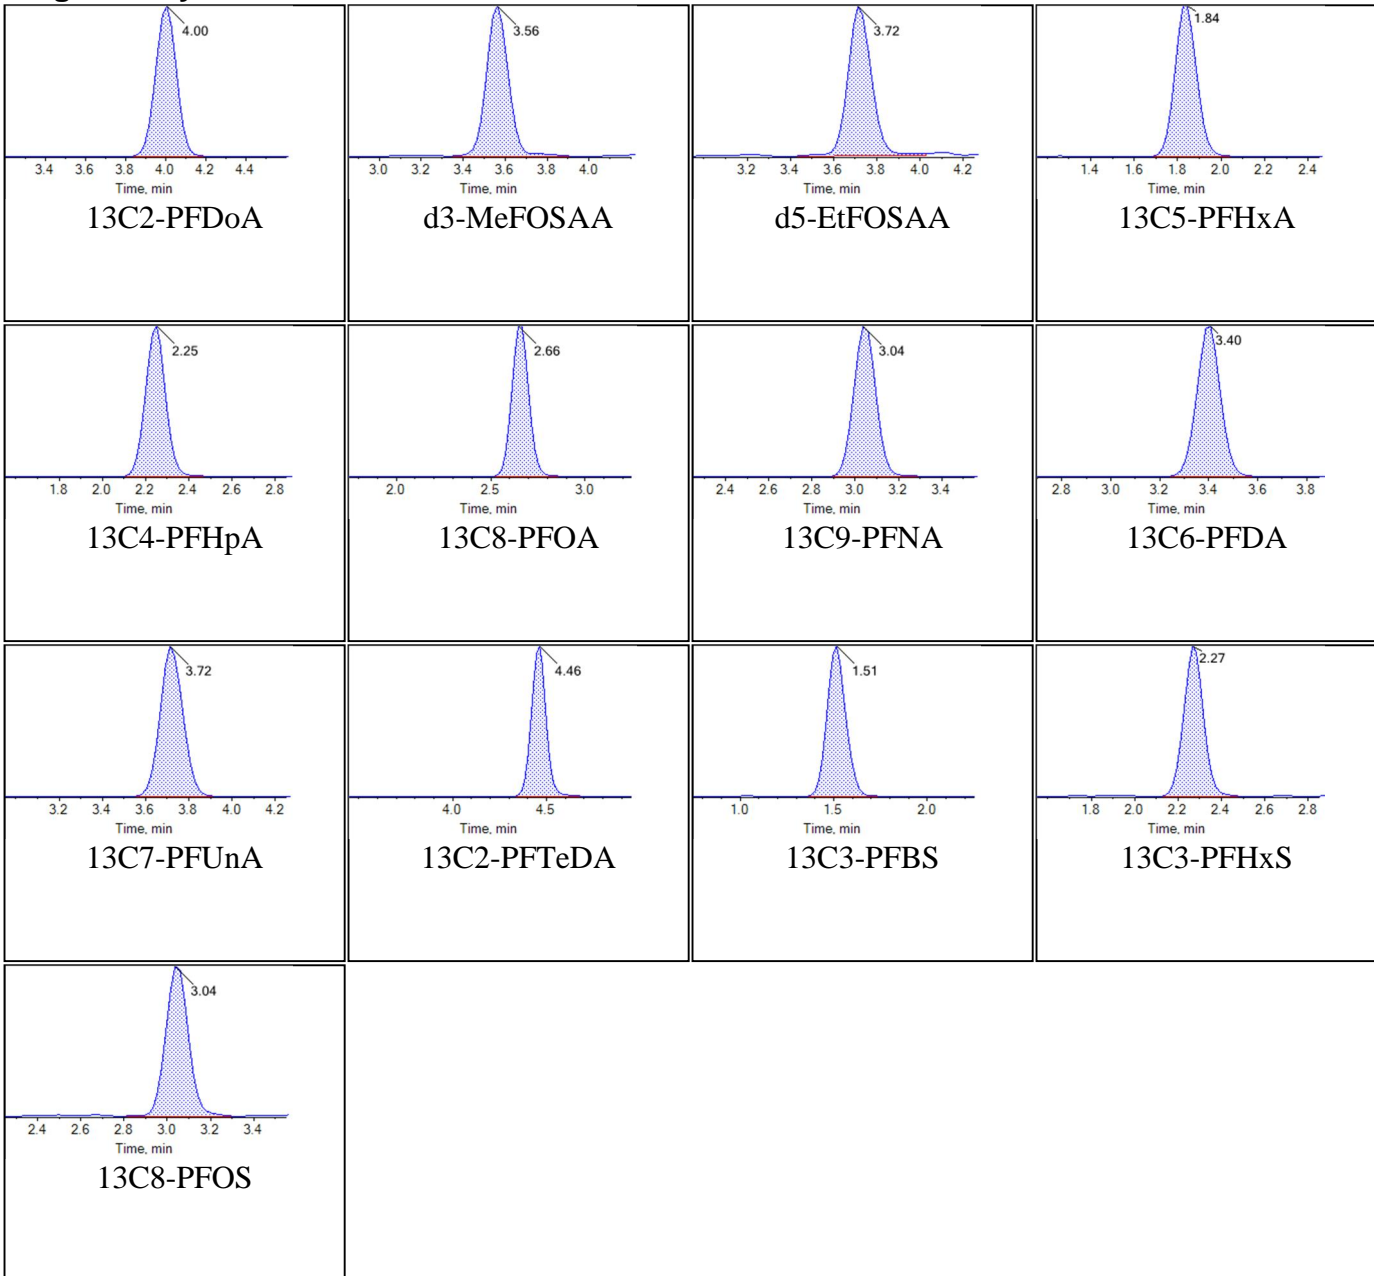 4.00
3.4 3.6 3.8 4.0 4.2 4.4
Time, min
13C2-PFDoA
3.56
3.0 3.2 3.4 3.6 3.8 4.0
Time, min
d3-MeFOSAA
3.72
3.2 3.4 3.6 3.8 4.0 4.2
Time, min
d5-EtFOSAA
1.84
1.4 1.6 1.8 2.0 2.2 2.4
Time, min
13C5-PFHxA
2.25
1.8 2.0 2.2 2.4 2.6 2.8
Time, min
13C4-PFHpA
2.66
2.0 2.5 3.0
Time, min
13C8-PFOA
3.04
2.4 2.6 2.8 3.0 3.2 3.4
Time, min
13C9-PFNA
3.40
2.8 3.0 3.2 3.4 3.6 3.8
Time, min
13C6-PFDA
3.72
3.2 3.4 3.6 3.8 4.0 4.2
Time, min
13C7-PFUnA
4.46
4.0 4.5
Time, min
13C2-PFTeDA
1.51
1.0 1.5 2.0
Time, min
13C3-PFBS
2.27
1.8 2.0 2.2 2.4 2.6 2.8
Time, min
13C3-PFHxS
3.04
2.4 2.6 2.8 3.0 3.2 3.4
Time, min
13C8-PFOS